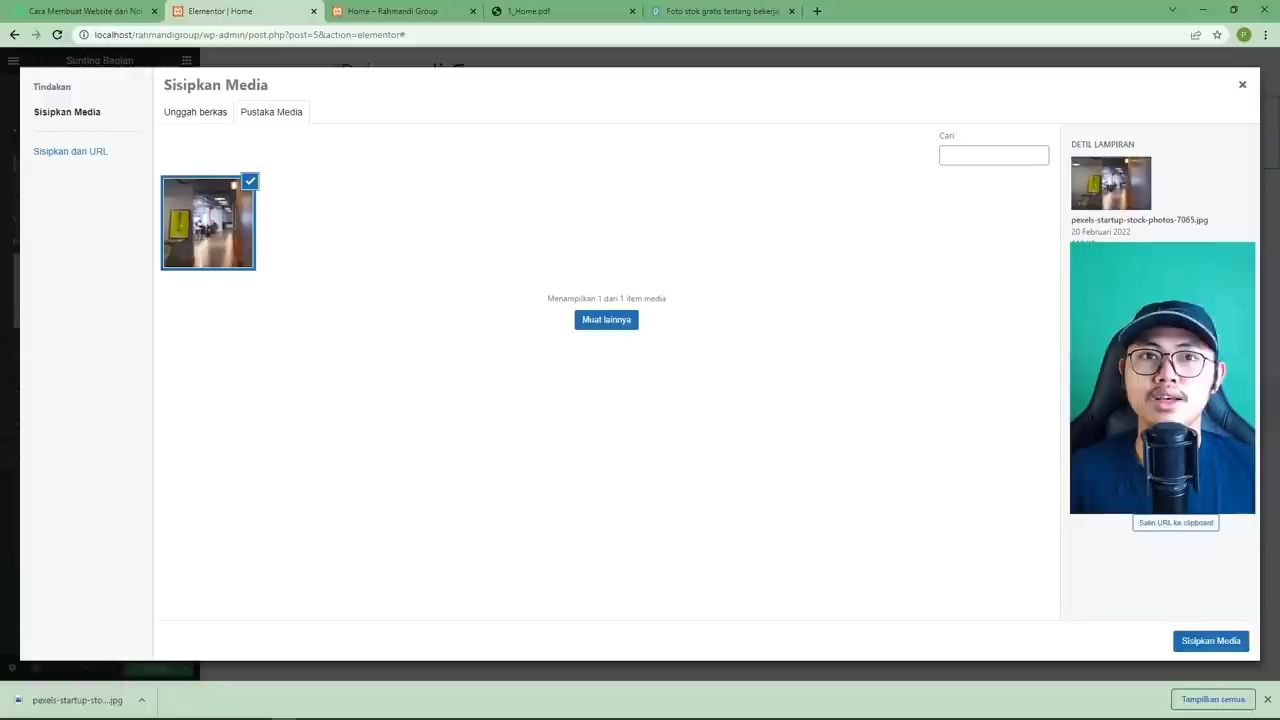 Cara Membuat Website dari No
Elementor | Home
Home – Rahmandi Group
1_Home.pdf
Foto stok gratis tentang bekerja
localhost/rahmandigroup/wp-admin/post.php?post=5&action=elementor#
P
Sunting Bagian
Tindakan
Sisipkan Media
Sisipkan dari URL
Sisipkan Media
Unggah berkas
Pustaka Media
Cari
Menampilkan 1 dari 1 item media
Muat lainnya
DETIL LAMPIRAN
pexels-startup-stock-photos-7065.jpg
20 Februari 2022
Salin URL ke clipboard
Sisipkan Media
pexels-startup-sto....jpg
Tampilkan semua